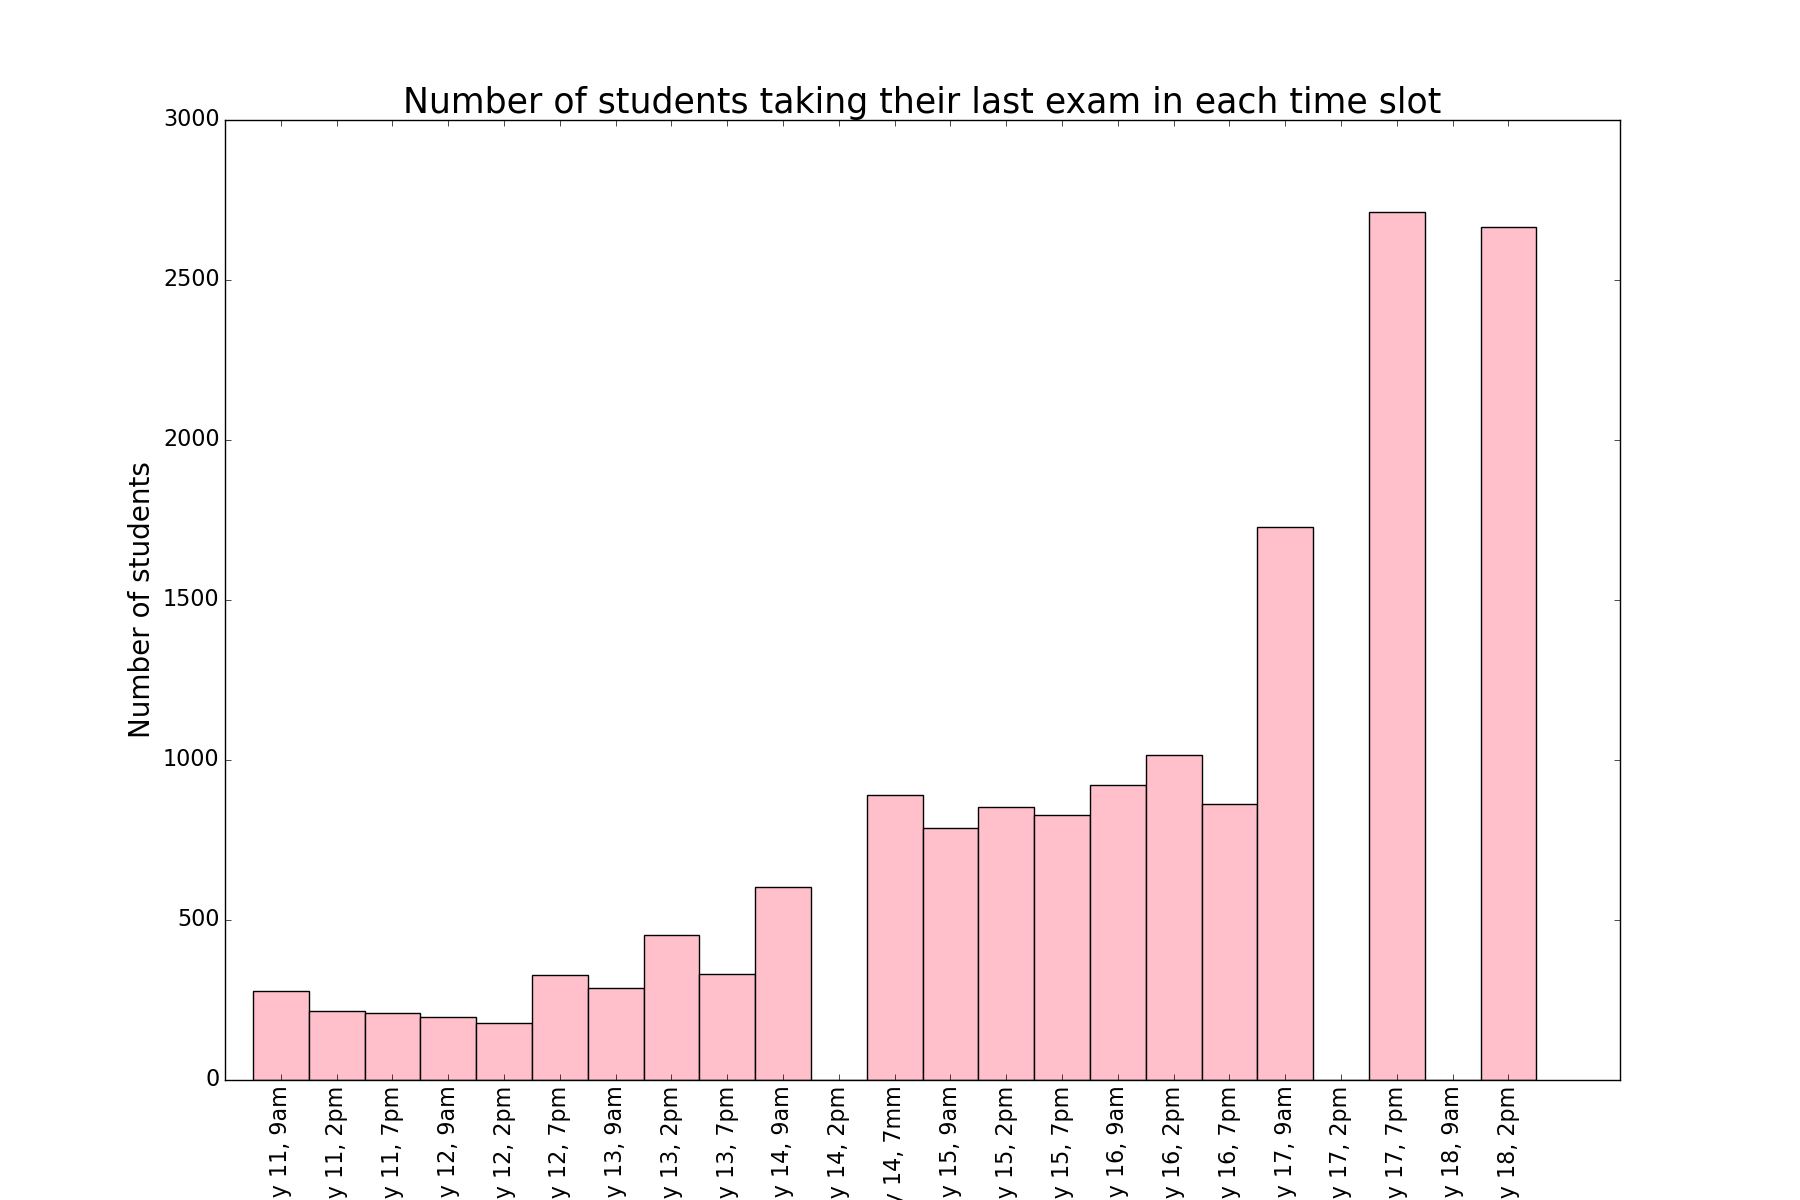 Number of students taking their last exam in each time slot
3000
2500
2000
1500
1000
500
0
Number of students
y 11, 9am
y 11, 2pm
y 11, 7pm
y 12, 9am
y 12, 2pm
y 12, 7pm
y 13, 9am
y 13, 2pm
y 13, 7pm
y 14, 9am
y 14, 2pm
y 14, 7mm
y 15, 9am
y 15, 2pm
y 15, 7pm
y 16, 9am
y 16, 2pm
y 16, 7pm
y 17, 9am
y 17, 2pm
y 17, 7pm
y 18, 9am
y 18, 2pm